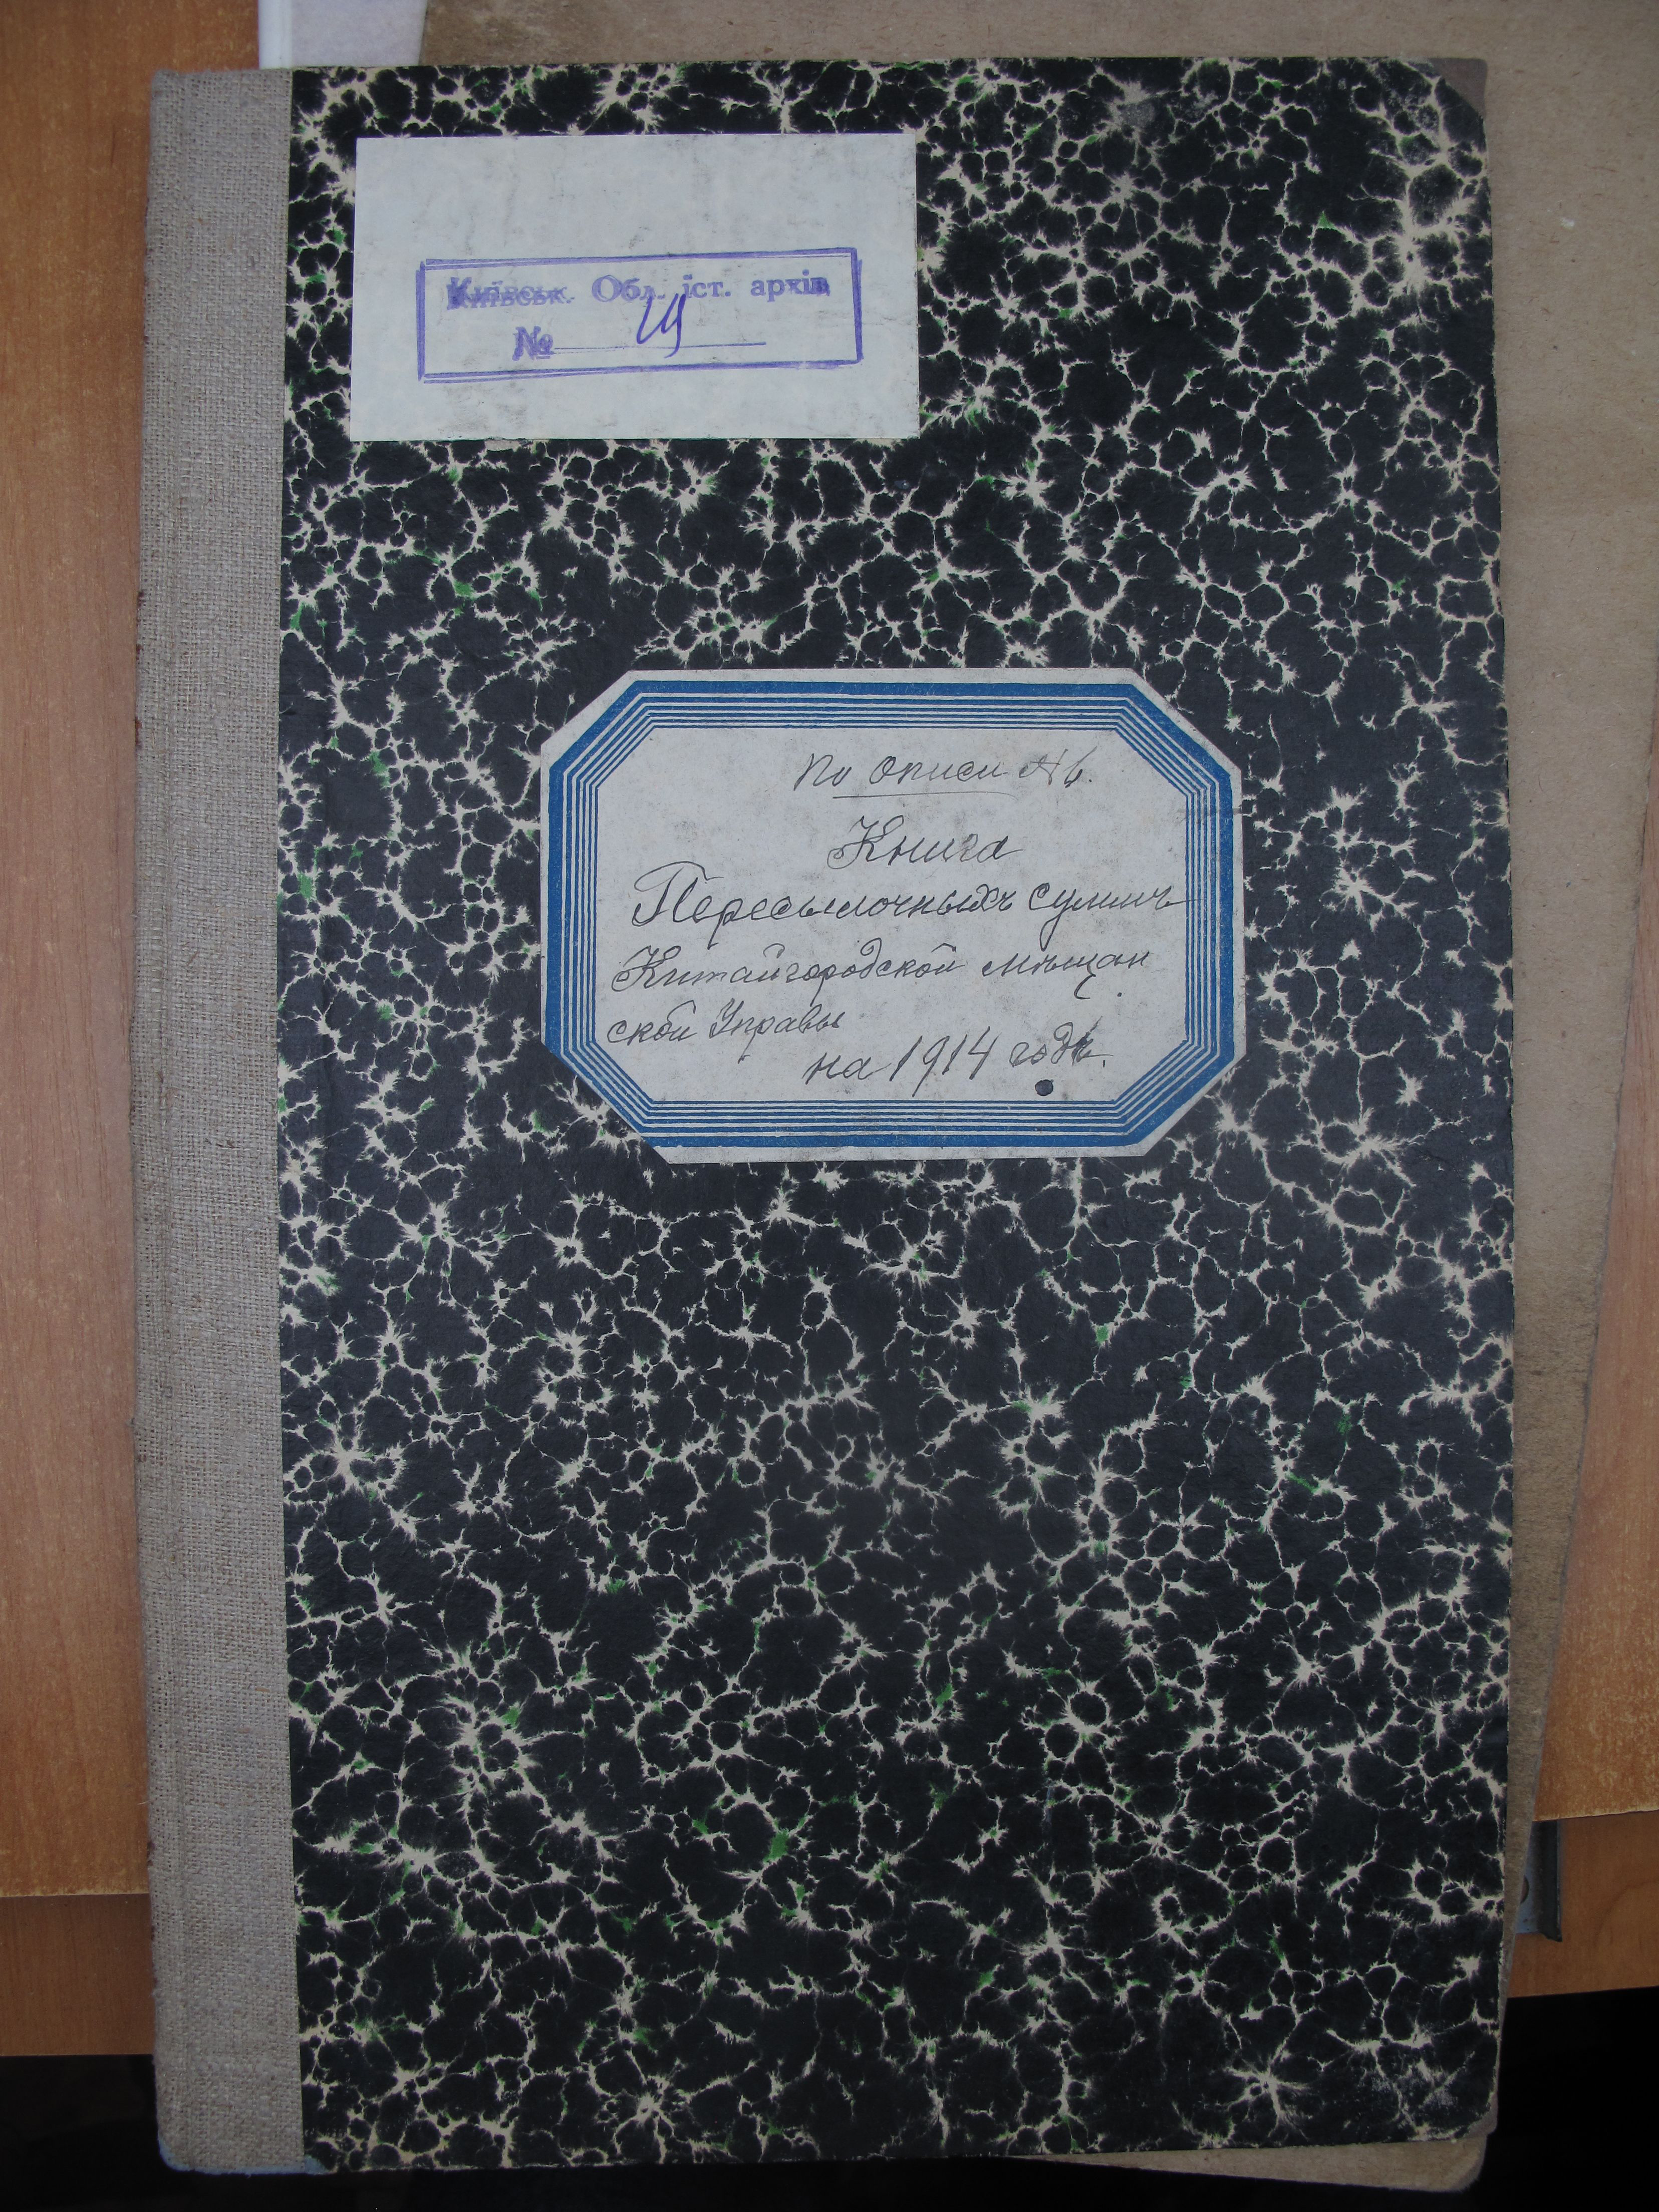 Київськ. Обл. іст. архів
№ 19
По описи № 6.
Книга
Пересылочныхъ суммъ
Китайгородской мѣщан
ской Управы
на 1914 годъ.